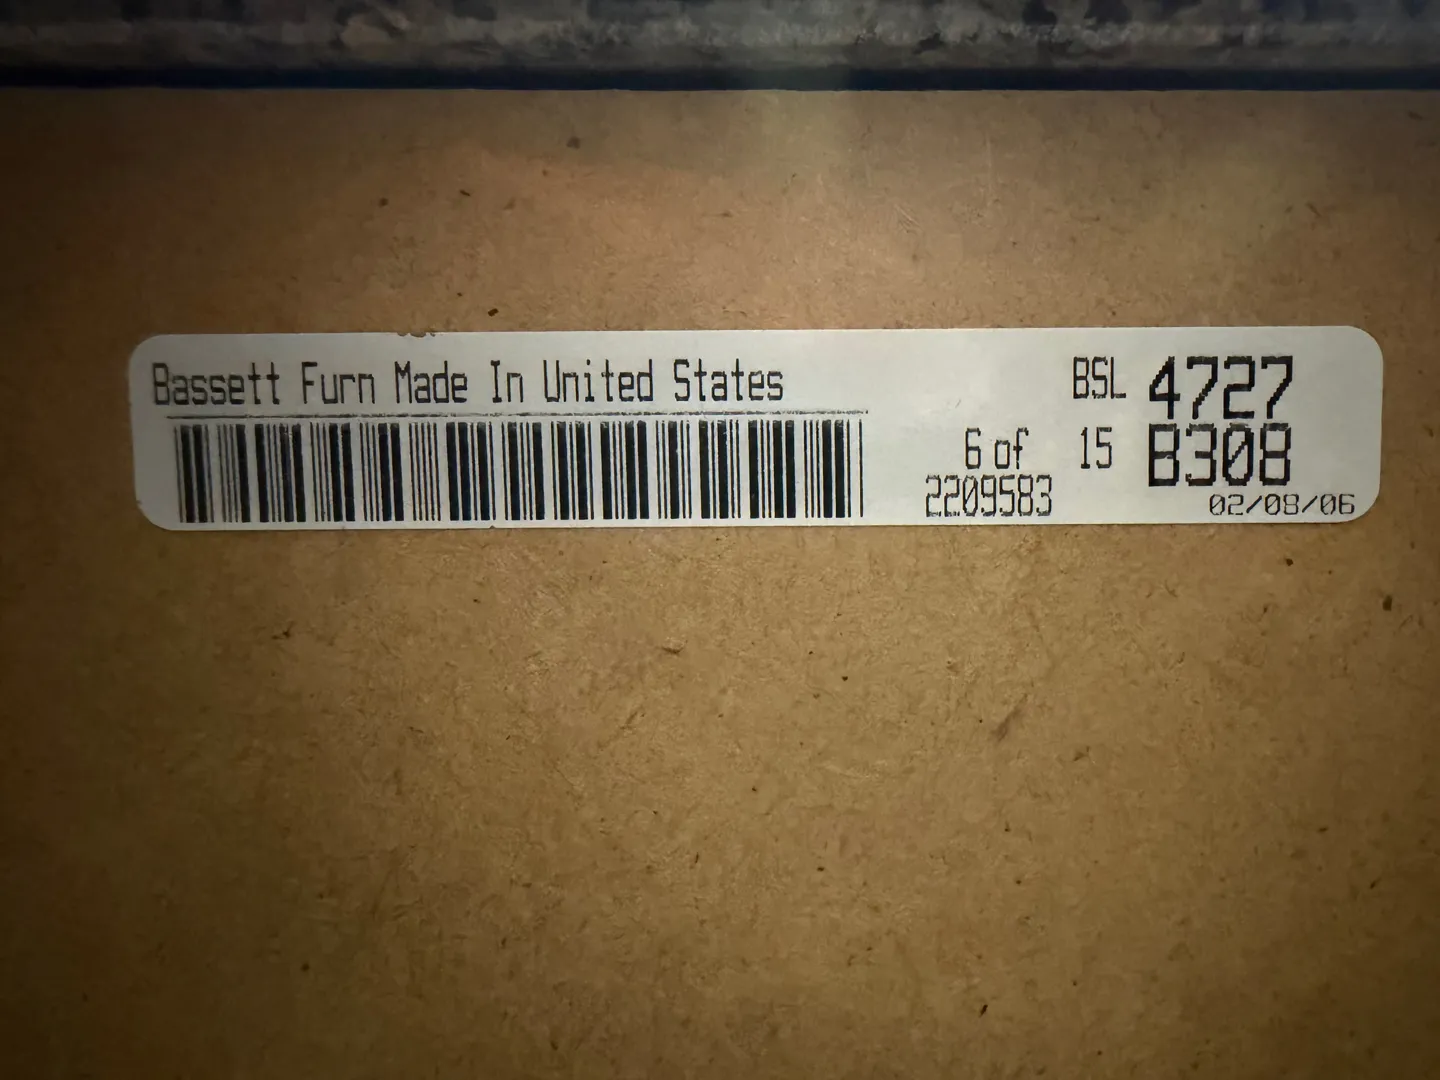 Bassett Furn Made In United States
BSL 4727
6 of 15 B308
2209583
02/08/06